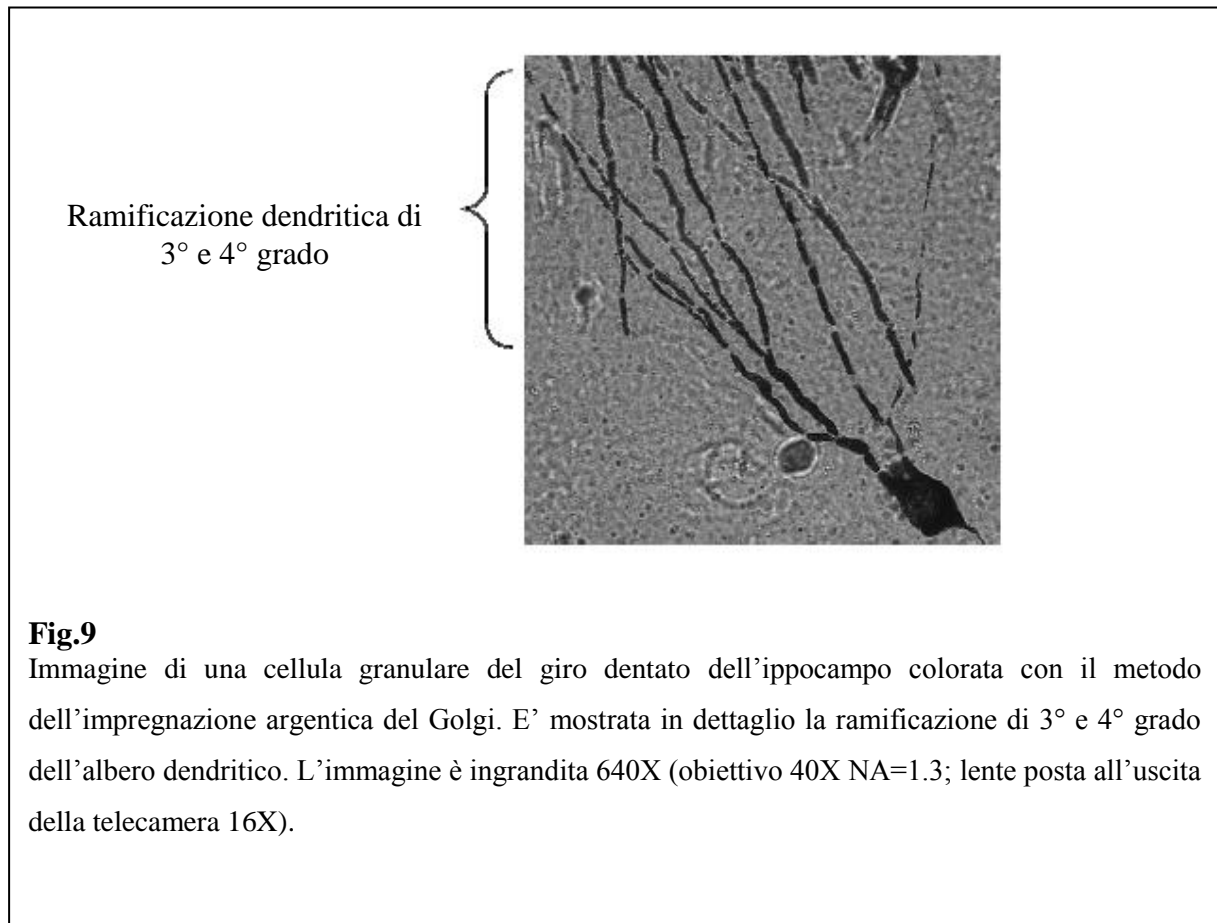 Ramificazione dendritica di
3° e 4° grado
Fig.9
Immagine di una cellula granulare del giro dentato dell’ippocampo colorata con il metodo
dell’impregnazione argentica del Golgi. E’ mostrata in dettaglio la ramificazione di 3° e 4° grado
dell’albero dendritico. L’immagine è ingrandita 640X (obiettivo 40X NA=1.3; lente posta all’uscita
della telecamera 16X).